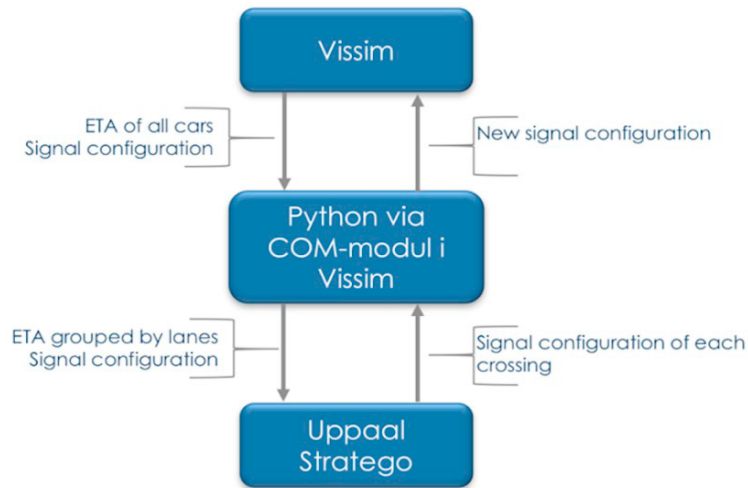 Vissim
ETA of all cars
Signal configuration
New signal configuration
Python via
COM-modul i
Vissim
ETA grouped by lanes
Signal configuration
Signal configuration of each
crossing
Uppaal
Stratego